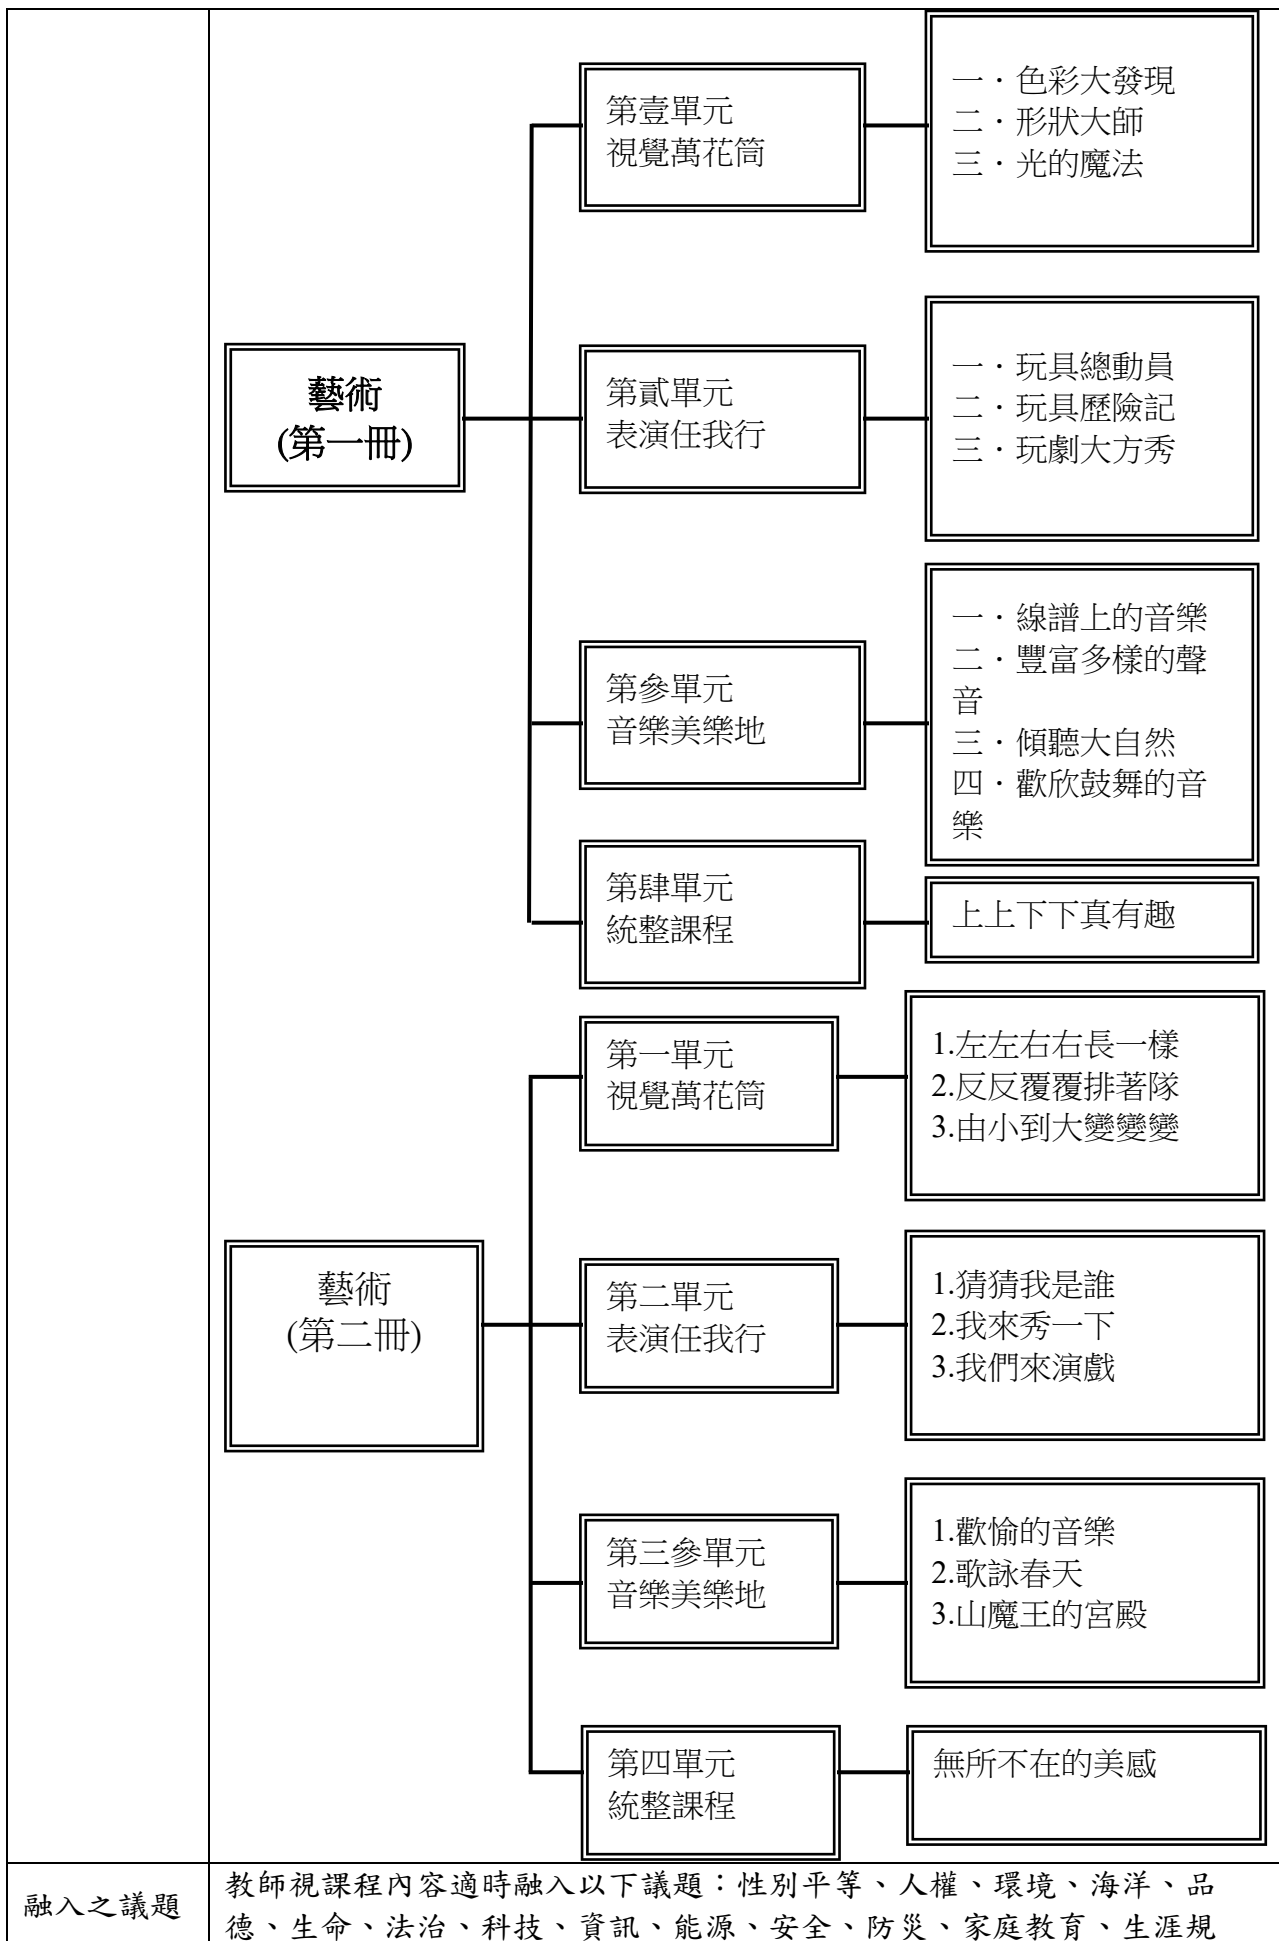 藝術
(第一冊)
第壹單元
視覺萬花筒
一．色彩大發現
二．形狀大師
三．光的魔法
第貳單元
表演任我行
一．玩具總動員
二．玩具歷險記
三．玩劇大方秀
第參單元
音樂美樂地
一．線譜上的音樂
二．豐富多樣的聲
音
三．傾聽大自然
四．歡欣鼓舞的音
樂
第肆單元
統整課程
上上下下真有趣
藝術
(第二冊)
第一單元
視覺萬花筒
1.左左右右長一樣
2.反反覆覆排著隊
3.由小到大變變變
第二單元
表演任我行
1.猜猜我是誰
2.我來秀一下
3.我們來演戲
第三參單元
音樂美樂地
1.歡愉的音樂
2.歌詠春天
3.山魔王的宮殿
第四單元
統整課程
無所不在的美感
融入之議題
教師視課程內容適時融入以下議題：性別平等、人權、環境、海洋、品
德、生命、法治、科技、資訊、能源、安全、防災、家庭教育、生涯規